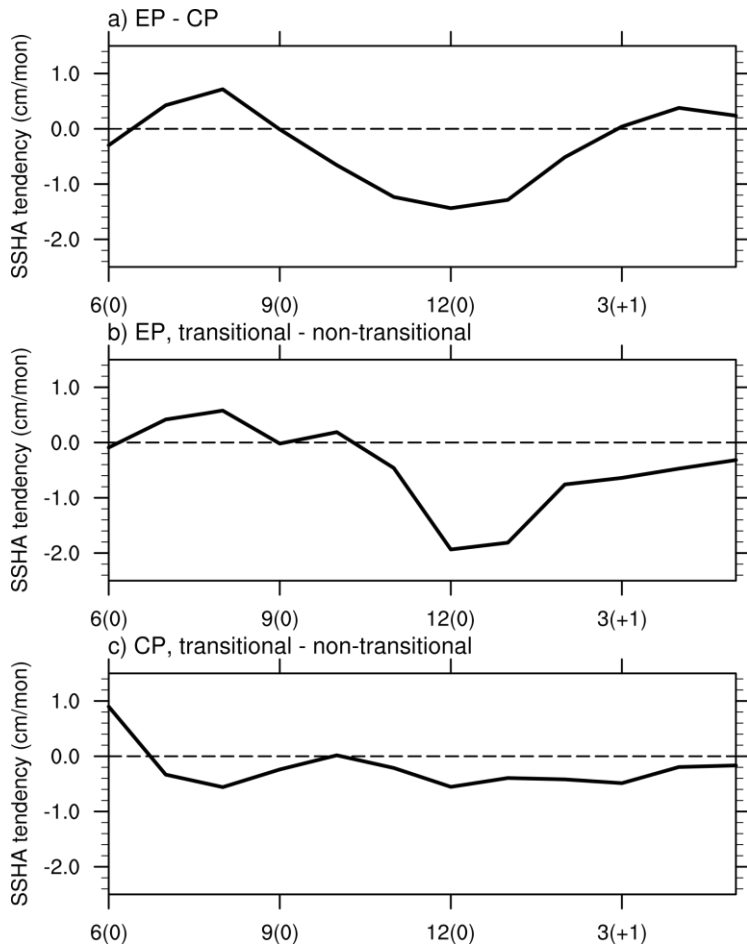 a) EP - CP
SSHA tendency (cm/mon)
1.0
0.0
-1.0
-2.0
6(0) 9(0) 12(0) 3(+1)
b) EP, transitional - non-transitional
SSHA tendency (cm/mon)
1.0
0.0
-1.0
-2.0
6(0) 9(0) 12(0) 3(+1)
c) CP, transitional - non-transitional
SSHA tendency (cm/mon)
1.0
0.0
-1.0
-2.0
6(0) 9(0) 12(0) 3(+1)